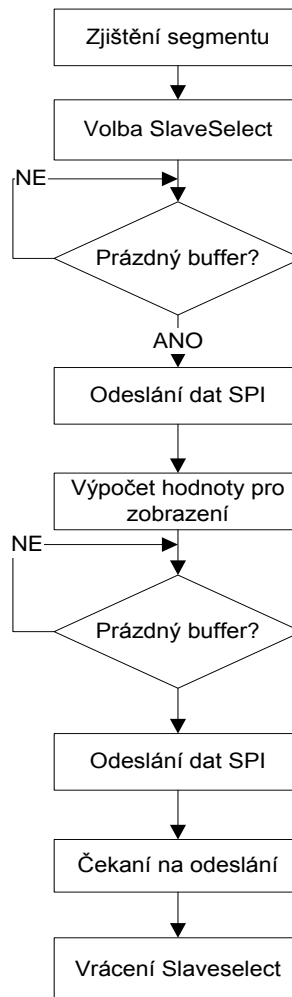 Zjištění segmentu
Volba SlaveSelect
NE
Prázdný buffer?
ANO
Odeslání dat SPI
Výpočet hodnoty pro
zobrazení
NE
Prázdný buffer?
Odeslání dat SPI
Čekaní na odeslání
Vrácení Slaveselect